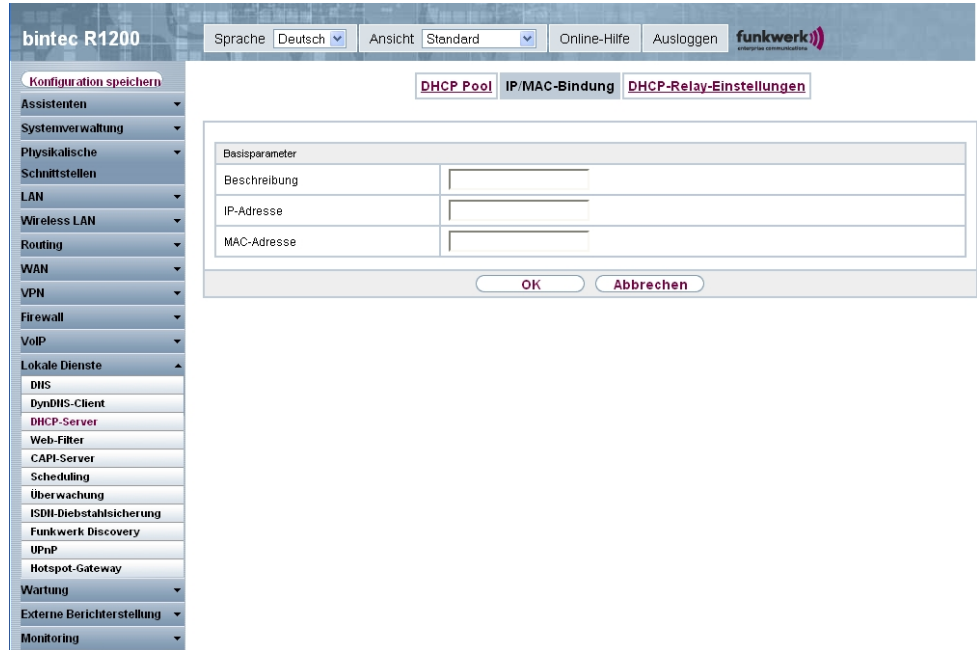 bintec R1200
Sprache Deutsch Ansicht Standard Online-Hilfe Ausloggen funkwerk
enterprise communications
Konfiguration speichern
Assistenten
Systemverwaltung
Physikalische
Schnittstellen
LAN
Wireless LAN
Routing
WAN
VPN
Firewall
VoIP
Lokale Dienste
DNS
DynDNS-Client
DHCP-Server
Web-Filter
CAPI-Server
Scheduling
Überwachung
ISDN-Diebstahlsicherung
Funkwerk Discovery
UPnP
Hotspot-Gateway
Wartung
Externe Berichterstellung
Monitoring
DHCP Pool IP/MAC-Bindung DHCP-Relay-Einstellungen
Basisparameter
Beschreibung
IP-Adresse
MAC-Adresse
OK Abbrechen